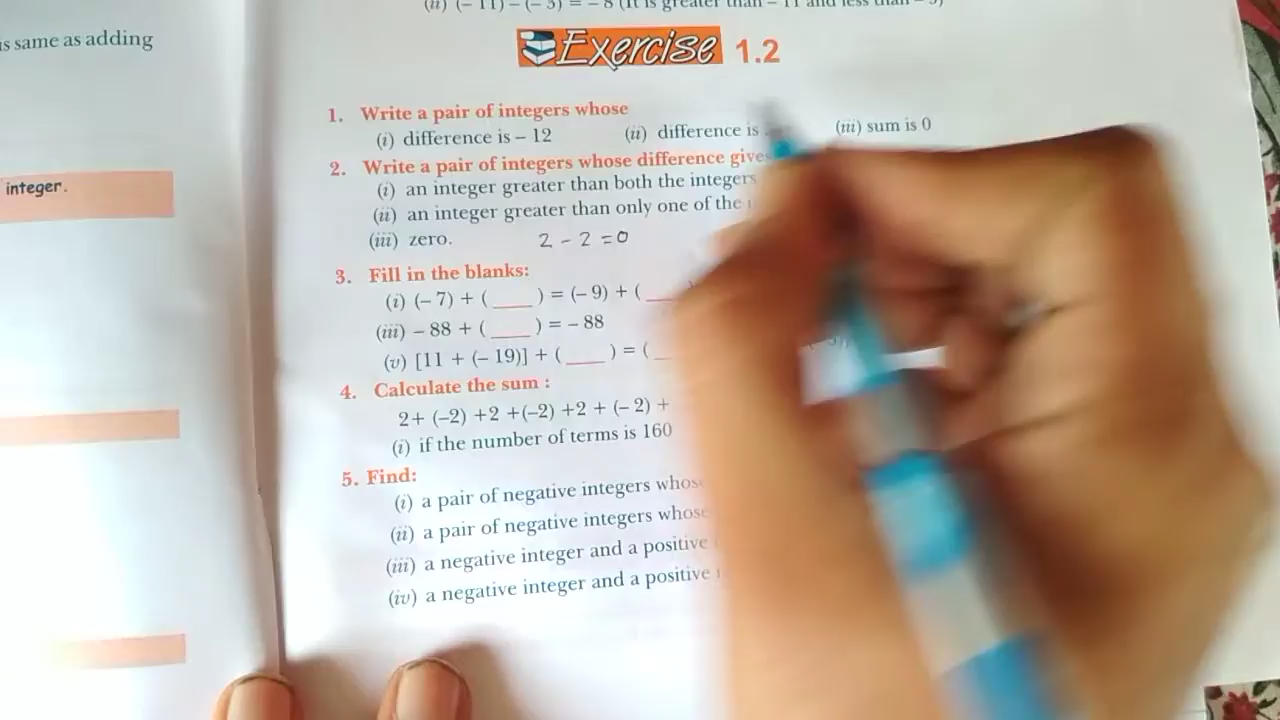 is same as adding
integer.
(ii) (– 11) – (– 3) = – 8 (It is greater than – 11 and less than – 3)
Exercise 1.2
1. Write a pair of integers whose
(i) difference is – 12 (ii) difference is (iii) sum is 0
2. Write a pair of integers whose difference gives
(i) an integer greater than both the integers
(ii) an integer greater than only one of the
(iii) zero. 2 - 2 = 0
3. Fill in the blanks:
(i) (– 7) + ( ____ ) = (– 9) + ( ___ )
(iii) – 88 + ( ____ ) = – 88
(v) [11 + (– 19)] + ( ____ ) = ( __
4. Calculate the sum :
2+ (–2) +2 +(–2) +2 + (– 2) +
(i) if the number of terms is 160
5. Find:
(i) a pair of negative integers whose
(ii) a pair of negative integers whose
(iii) a negative integer and a positive
(iv) a negative integer and a positive